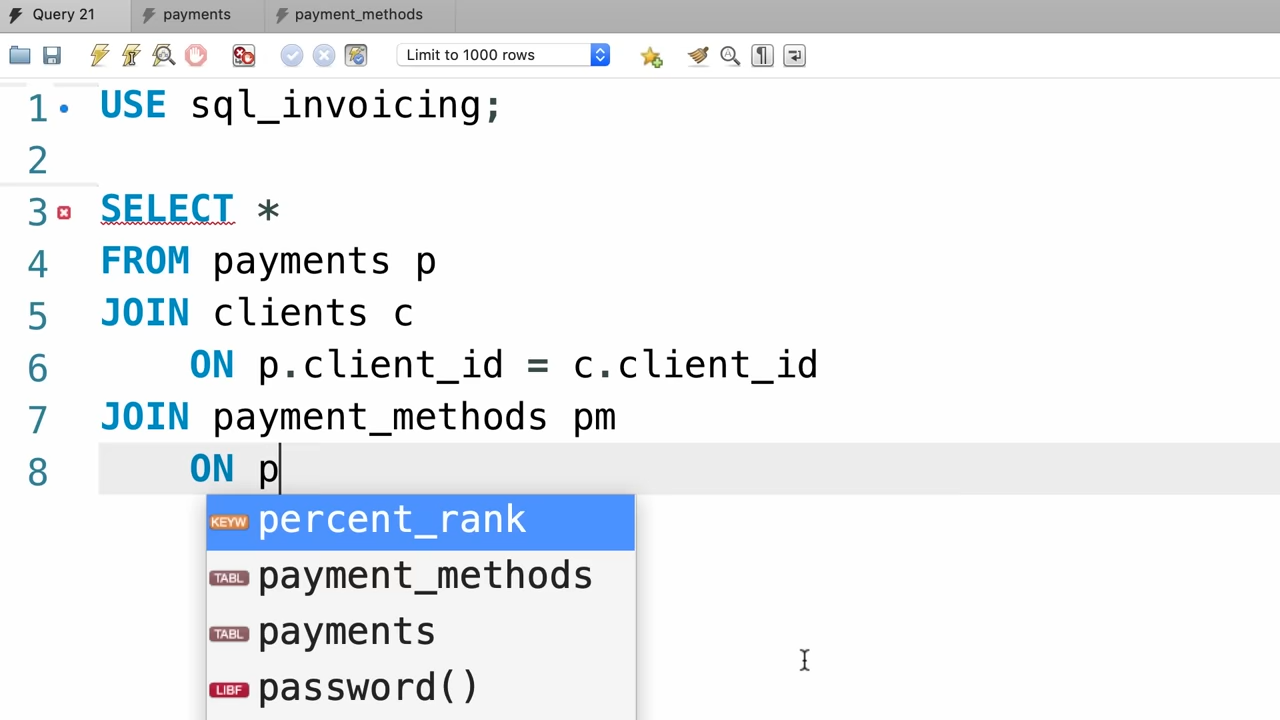 Query 21 payments payment_methods
Limit to 1000 rows
1 USE sql_invoicing;
2
3 SELECT *
4 FROM payments p
5 JOIN clients c
6 ON p.client_id = c.client_id
7 JOIN payment_methods pm
8 ON p
KEYW percent_rank
TABL payment_methods
TABL payments
LIBF password()